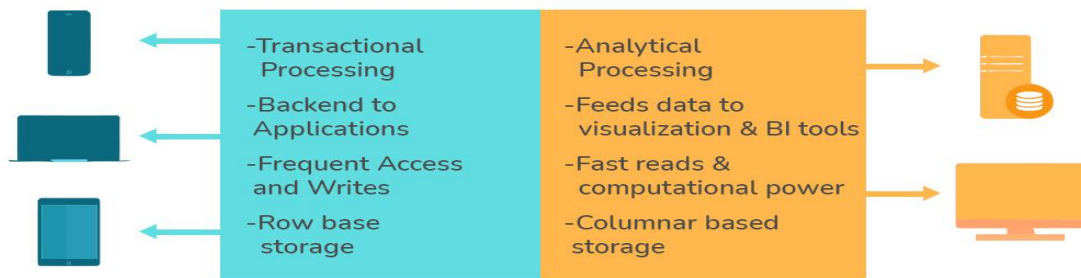 -Transactional
Processing
-Backend to
Applications
-Frequent Access
and Writes
-Row base
storage
-Analytical
Processing
-Feeds data to
visualization & BI tools
-Fast reads &
computational power
-Columnar based
storage